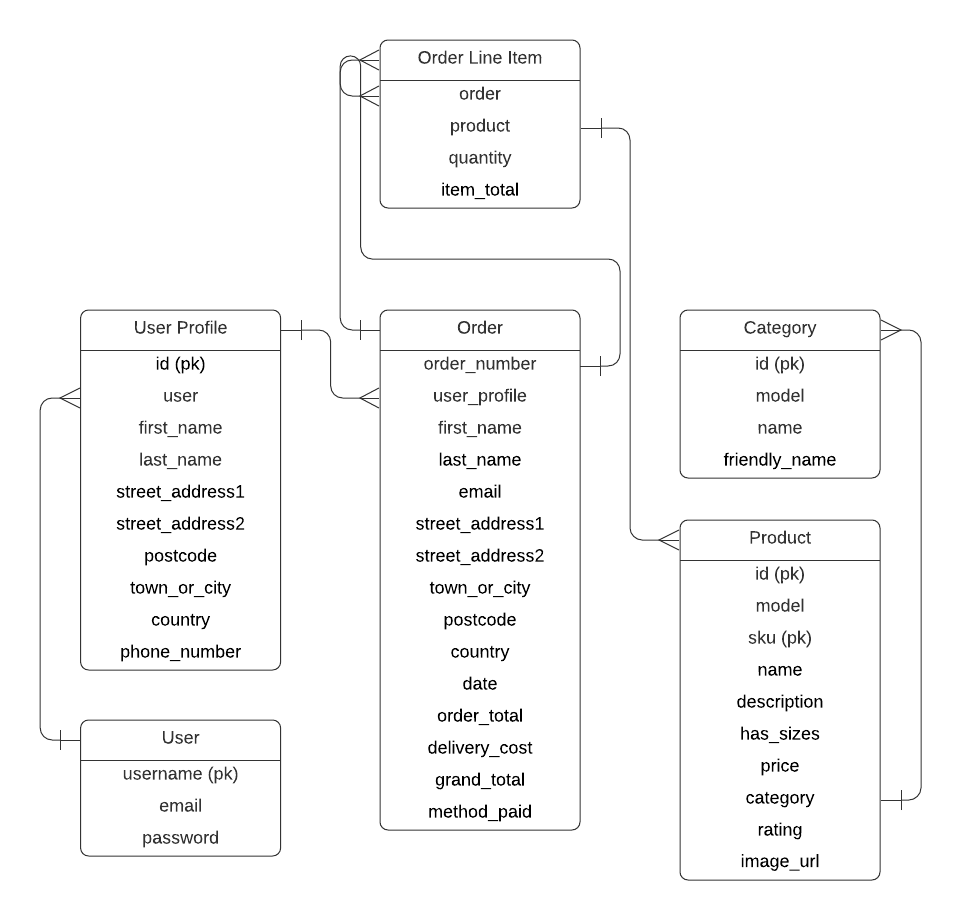 Order Line Item
order
product
quantity
item_total
User Profile
id (pk)
user
first_name
last_name
street_address1
street_address2
postcode
town_or_city
country
phone_number
Order
order_number
user_profile
first_name
last_name
email
street_address1
street_address2
town_or_city
postcode
country
date
order_total
delivery_cost
grand_total
method_paid
Category
id (pk)
model
name
friendly_name
Product
id (pk)
model
sku (pk)
name
description
has_sizes
price
category
rating
image_url
User
username (pk)
email
password